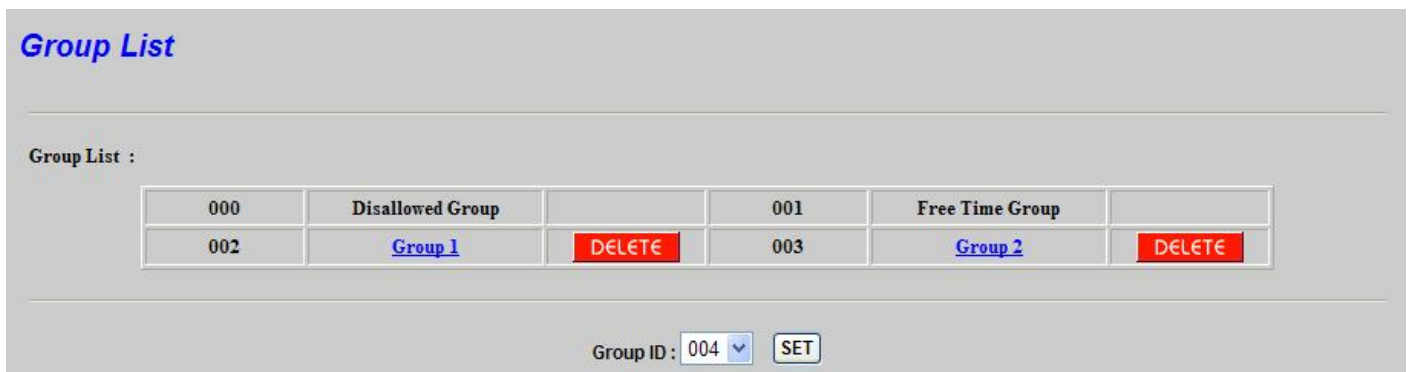 Group List
Group List :
000 Disallowed Group 001 Free Time Group
002 Group 1 DELETE 003 Group 2 DELETE
Group ID : 004 SET